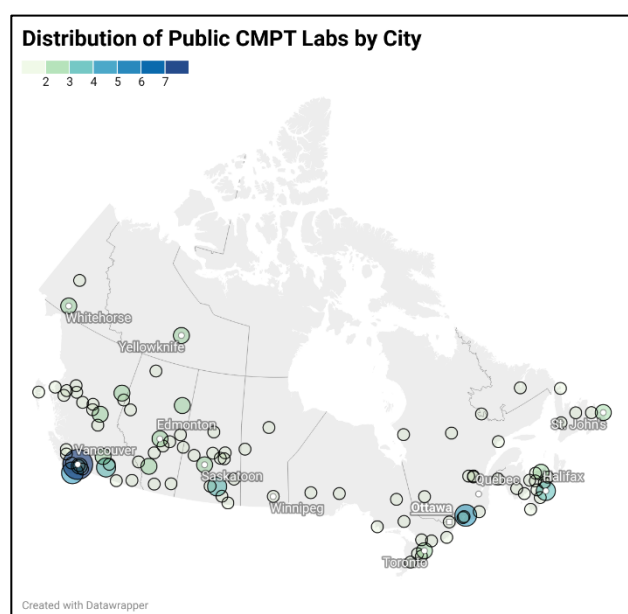 Distribution of Public CMPT Labs by City
2 3 4 5 6 7
Whitehorse
Yellowknife
Edmonton
St. John's
Vancouver
Saskatoon
Halifax
Québec
Winnipeg
Ottawa
Toronto
Created with Datawrapper